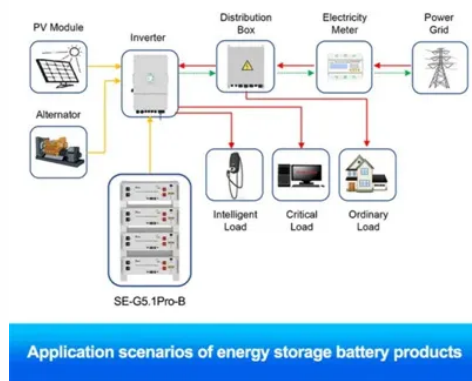 PV Module
Inverter
Distribution
Box
Electricity
Meter
Power
Grid
Alternator
Intelligent
Load
Critical
Load
Ordinary
Load
SE-G5.1Pro-B
Application scenarios of energy storage battery products